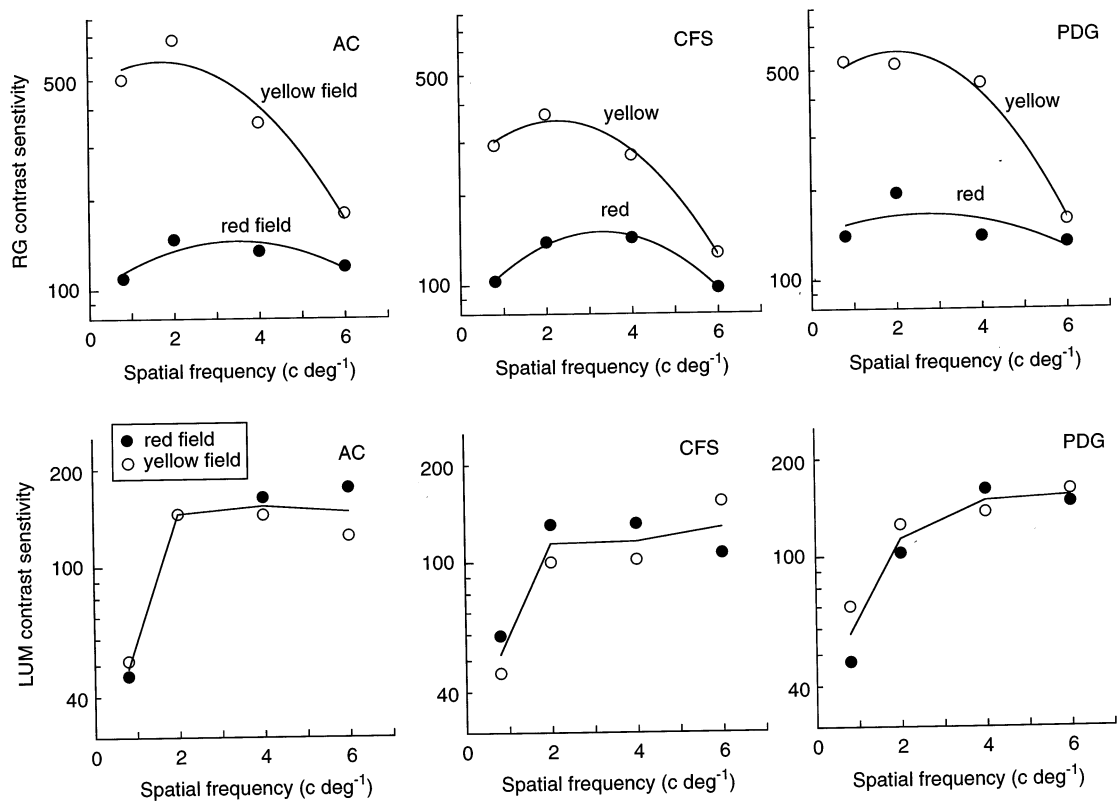 AC
RG contrast senstivity
500
100
yellow field
red field
0 2 4 6
Spatial frequency (c deg-1)
CFS
500
100
yellow
red
0 2 4 6
Spatial frequency (c deg-1)
PDG
500
100
yellow
red
0 2 4 6
Spatial frequency (c deg-1)
red field
yellow field
AC
LUM contrast senstivity
200
100
40
0 2 4 6
Spatial frequency (c deg-1)
CFS
200
100
40
0 2 4 6
Spatial frequency (c deg-1)
PDG
200
100
40
0 2 4 6
Spatial frequency (c deg-1)